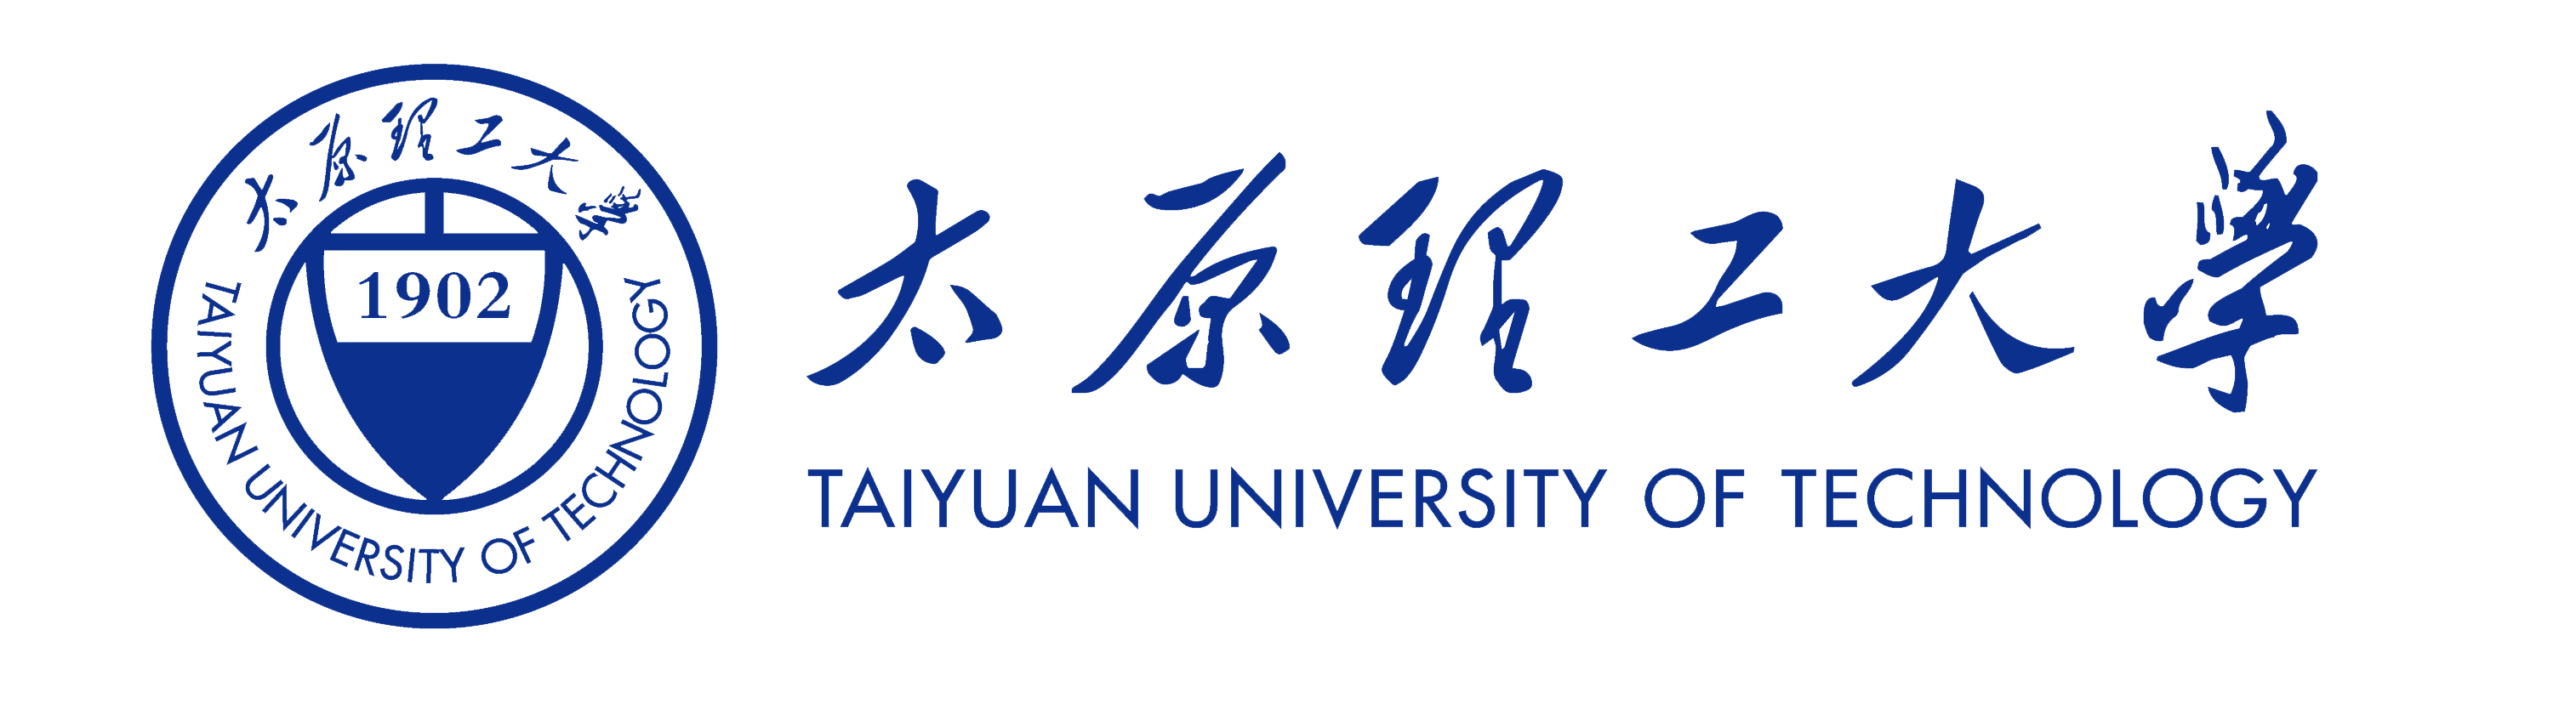 太原理工大學
1902
TAIYUAN UNIVERSITY OF TECHNOLOGY
太原理工大學
TAIYUAN UNIVERSITY OF TECHNOLOGY